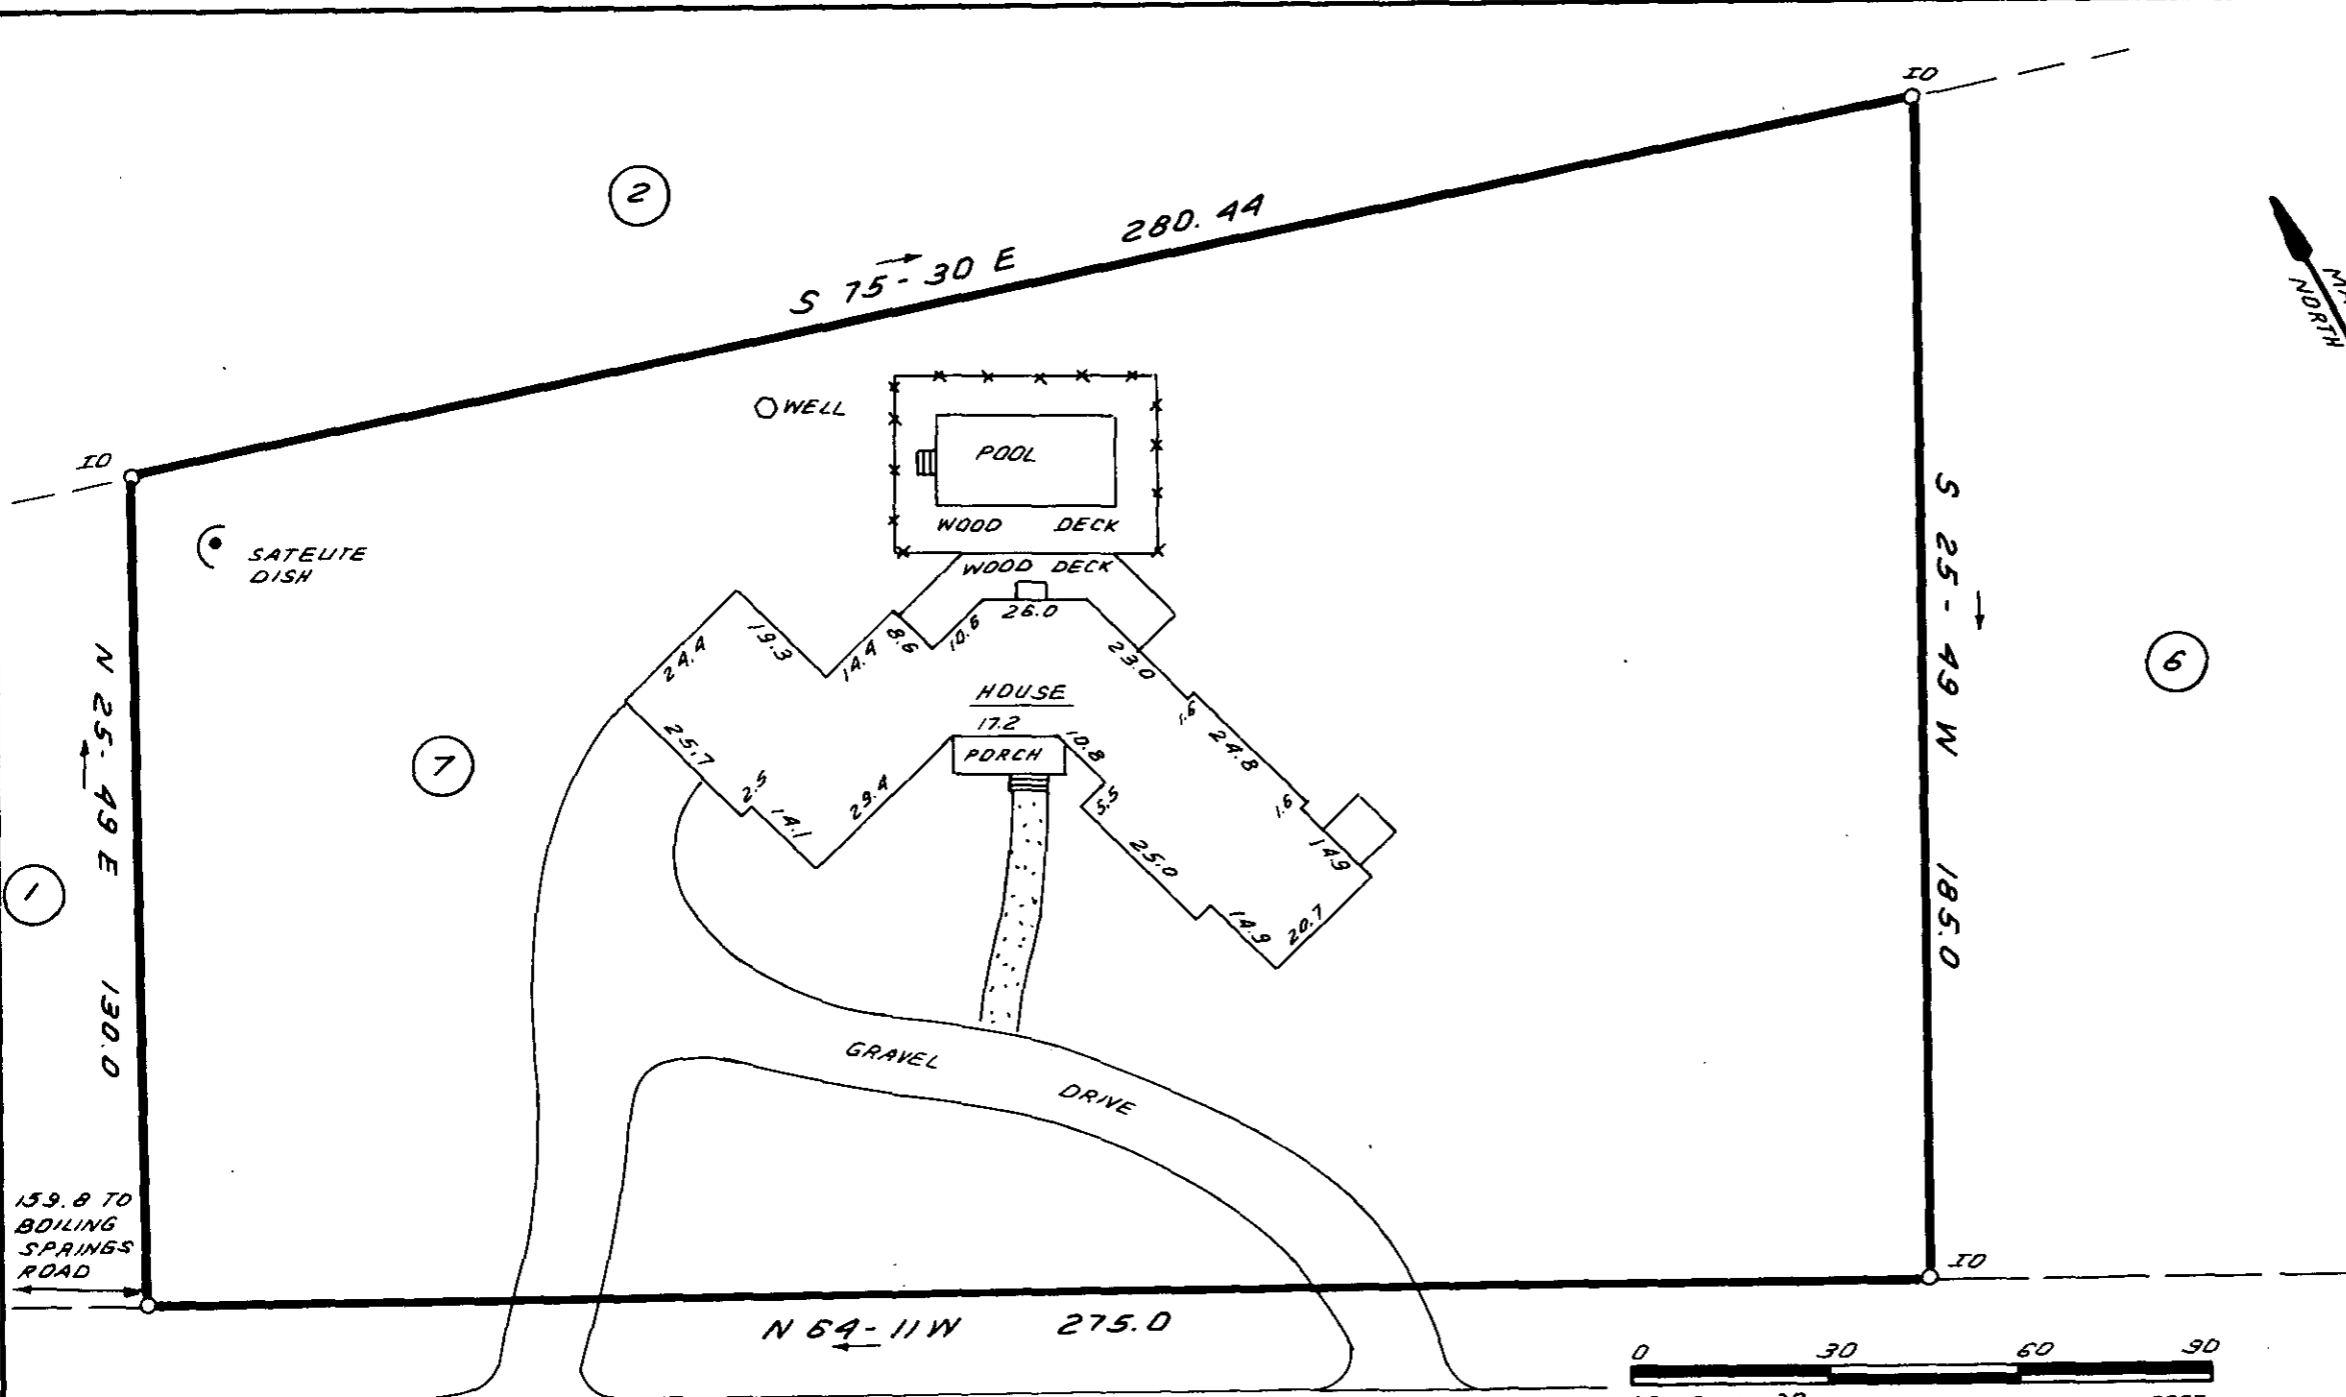 IO
2
280.44
S 75-30 E
NORTH
WELL
POOL
IO
WOOD DECK
SATELITE
DISH
WOOD DECK
26.0
10.6
8.6
14.4
19.3
24.4
23.0
S 25-49 W 185.0
N 25-49 E 130.0
6
HOUSE
17.2
PORCH
10.8
1.6
24.8
25.7
2.5
14.1
29.4
5.5
1.6
7
25.0
14.9
1
14.9
20.7
GRAVEL
DRIVE
159.8 TO
BOILING
SPRINGS
ROAD
IO
N 64-11 W 275.0
0 30 60 90